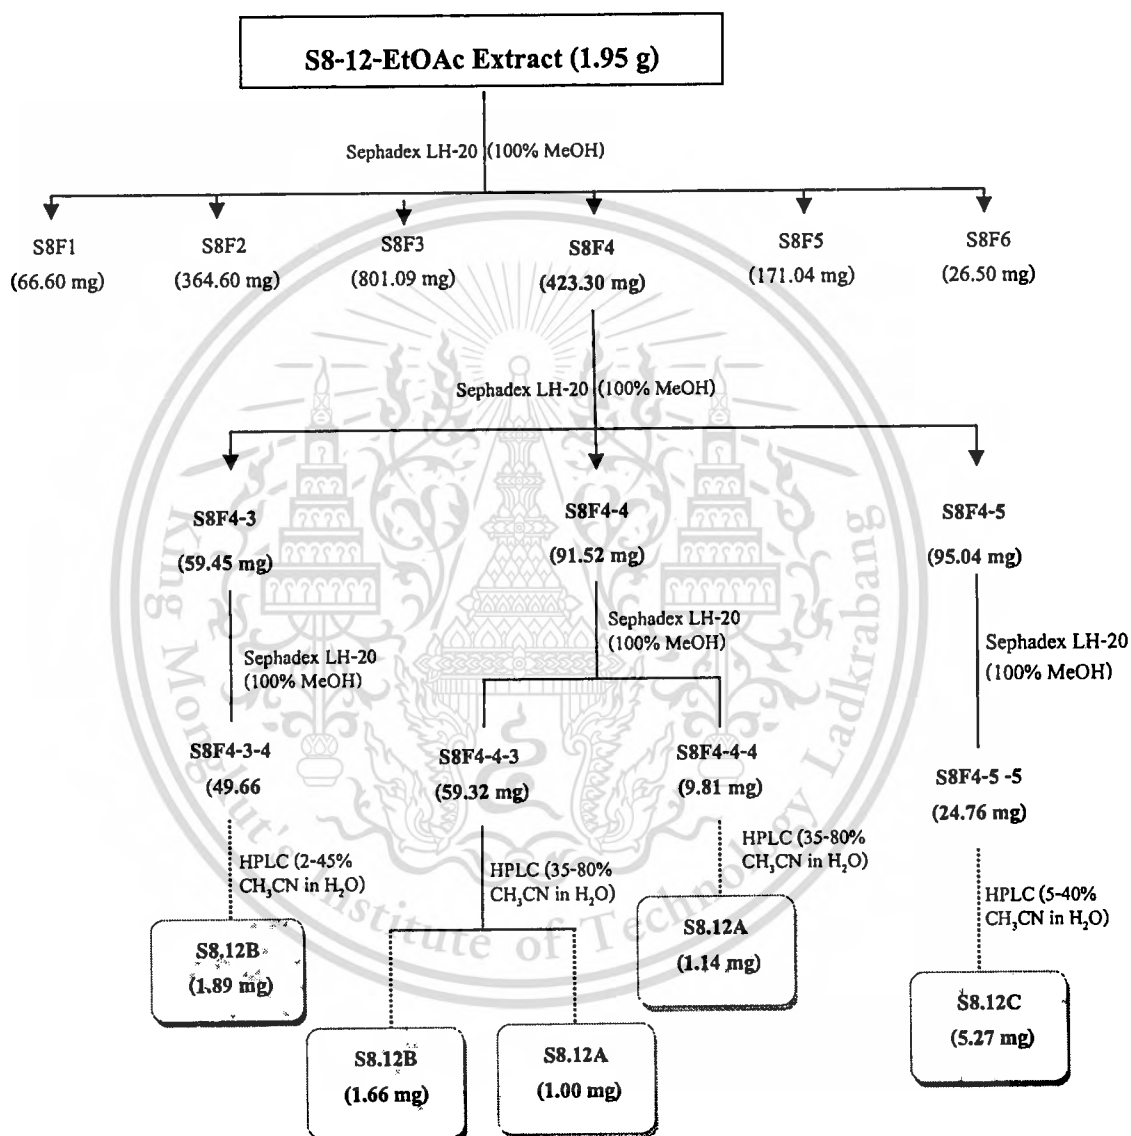 S8-12-EtOAc Extract (1.95 g)
Sephadex LH-20 (100% MeOH)
S8F1
(66.60 mg)
S8F2
(364.60 mg)
S8F3
(801.09 mg)
S8F4
(423.30 mg)
S8F5
(171.04 mg)
S8F6
(26.50 mg)
Sephadex LH-20 (100% MeOH)
S8F4-3
(59.45 mg)
S8F4-4
(91.52 mg)
S8F4-5
(95.04 mg)
Sephadex LH-20
(100% MeOH)
Sephadex LH-20
(100% MeOH)
Sephadex LH-20
(100% MeOH)
S8F4-3-4
(49.66
S8F4-4-3
(59.32 mg)
S8F4-4-4
(9.81 mg)
S8F4-5 -5
(24.76 mg)
HPLC (2-45%
CH₃CN in H₂O)
HPLC (35-80%
CH₃CN in H₂O)
HPLC (35-80%
CH₃CN in H₂O)
HPLC (5-40%
CH₃CN in H₂O)
S8.12B
(1.89 mg)
S8.12B
(1.66 mg)
S8.12A
(1.00 mg)
S8.12A
(1.14 mg)
S8.12C
(5.27 mg)
King Mongkut's Institute of Technology Ladkrabang